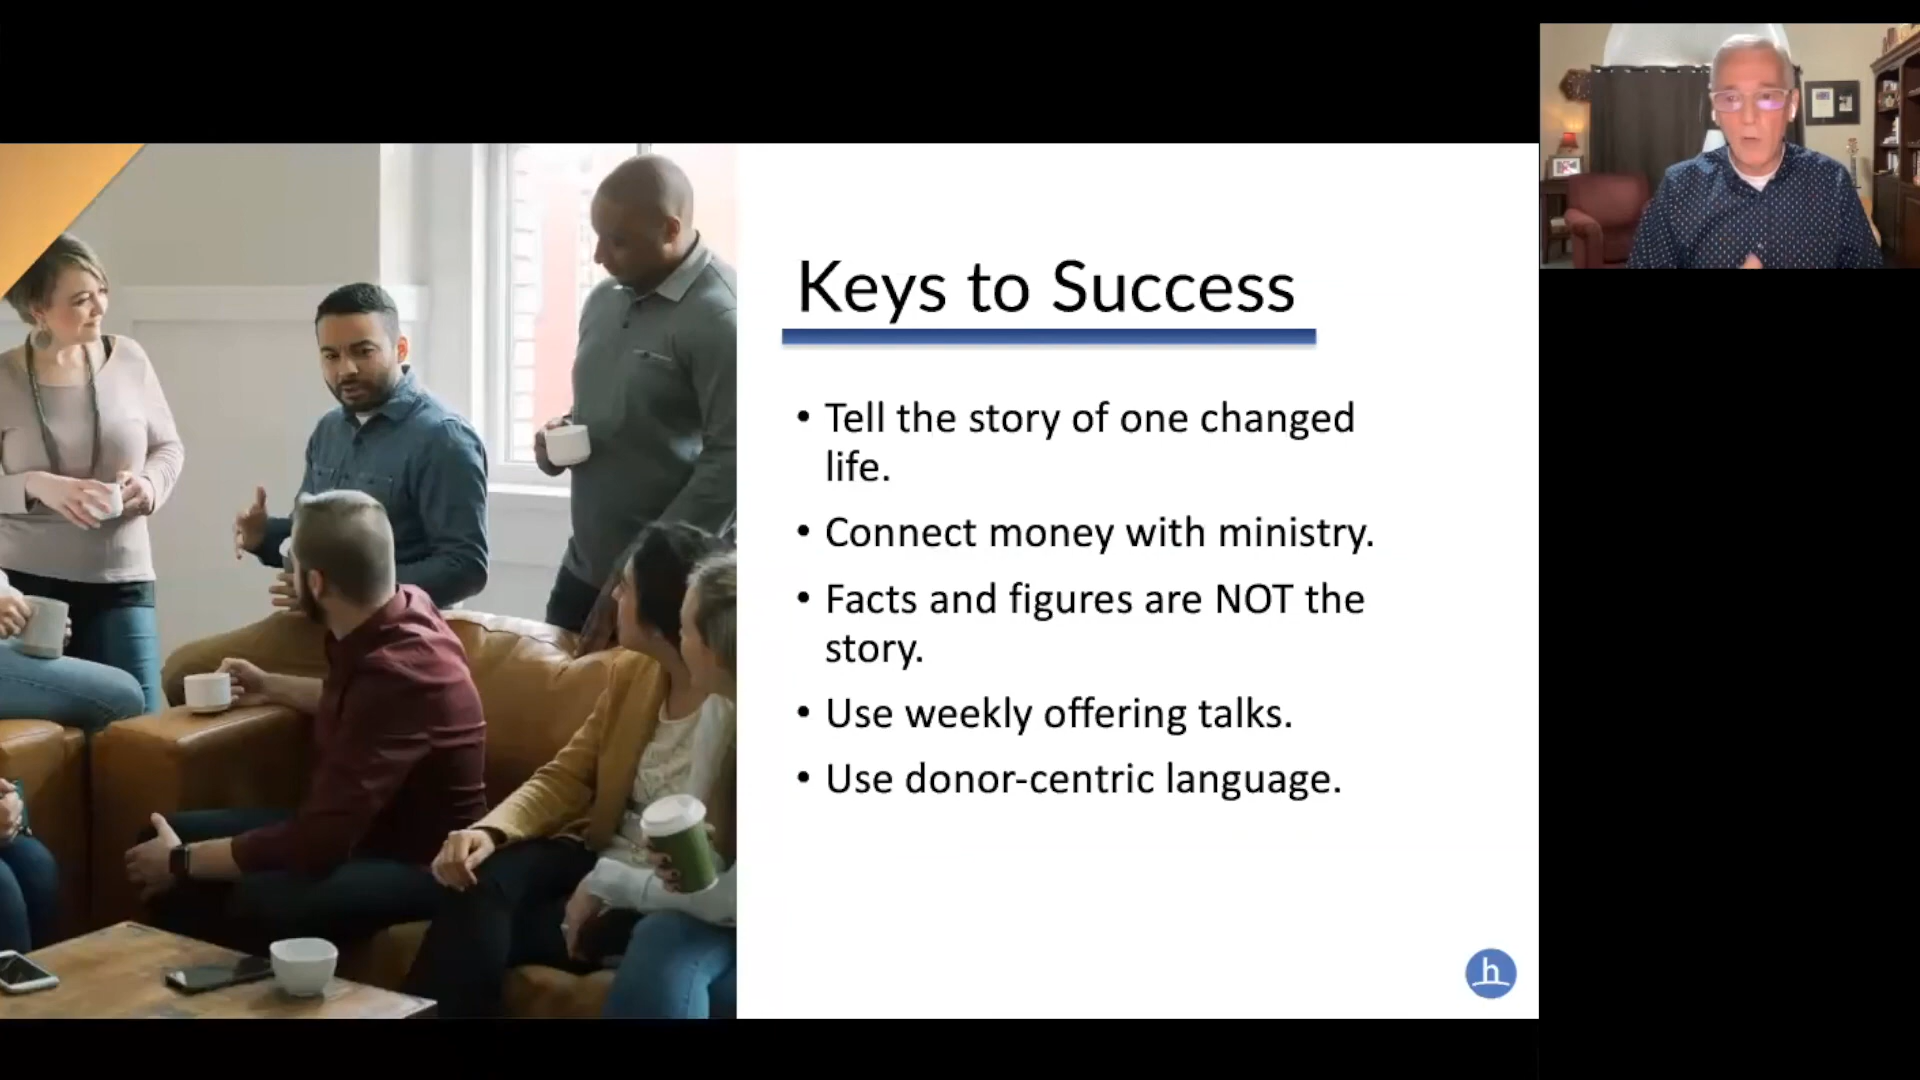 Keys to Success
• Tell the story of one changed
life.
• Connect money with ministry.
• Facts and figures are NOT the
story.
• Use weekly offering talks.
• Use donor-centric language.
h